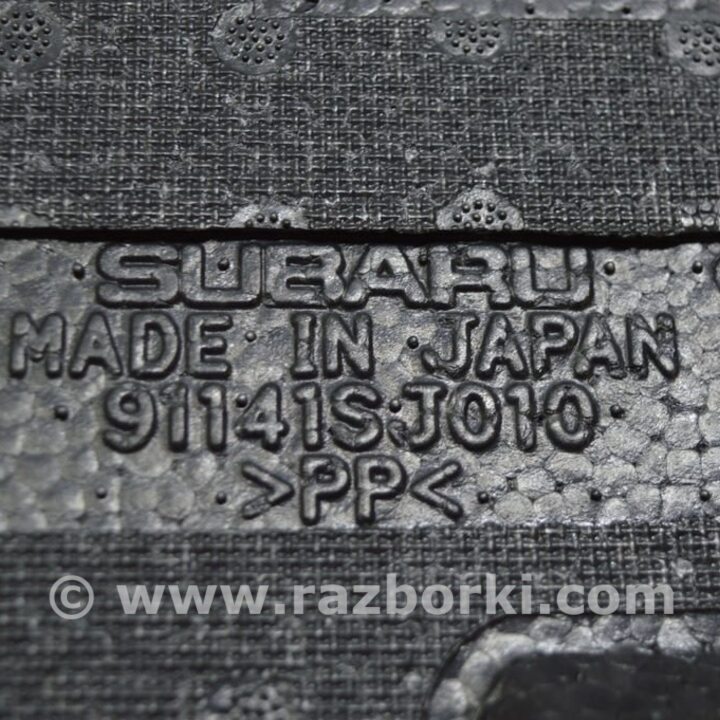 SUBARU
MADE IN JAPAN
91141SJ010
>PP<
© www.razborki.com